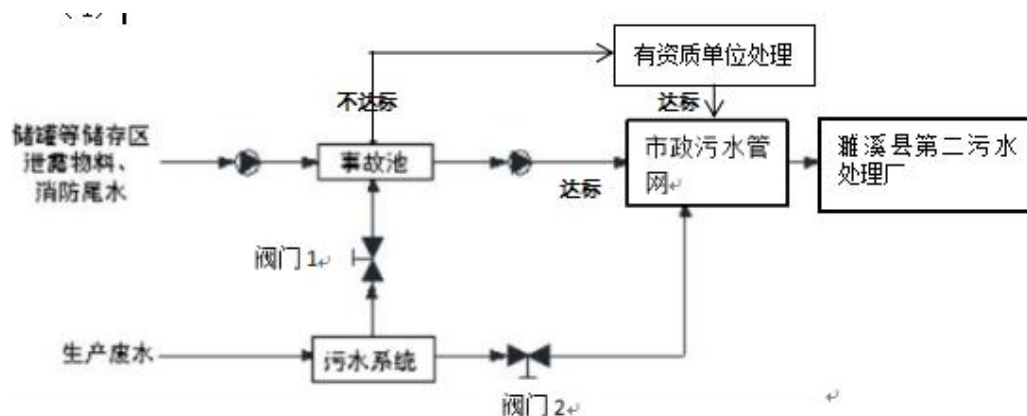 有资质单位处理
不达标
达标
储罐等储存区
泄露物料、
消防尾水
事故池
市政污水管
网
濉溪县第二污水
处理厂
达标
阀门 1
生产废水
污水系统
阀门 2